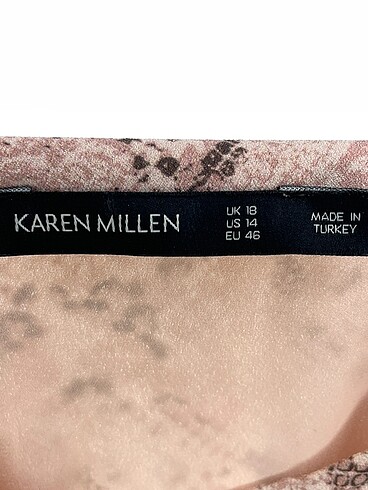 KAREN MILLEN
UK 18
US 14
EU 46
MADE IN
TURKEY